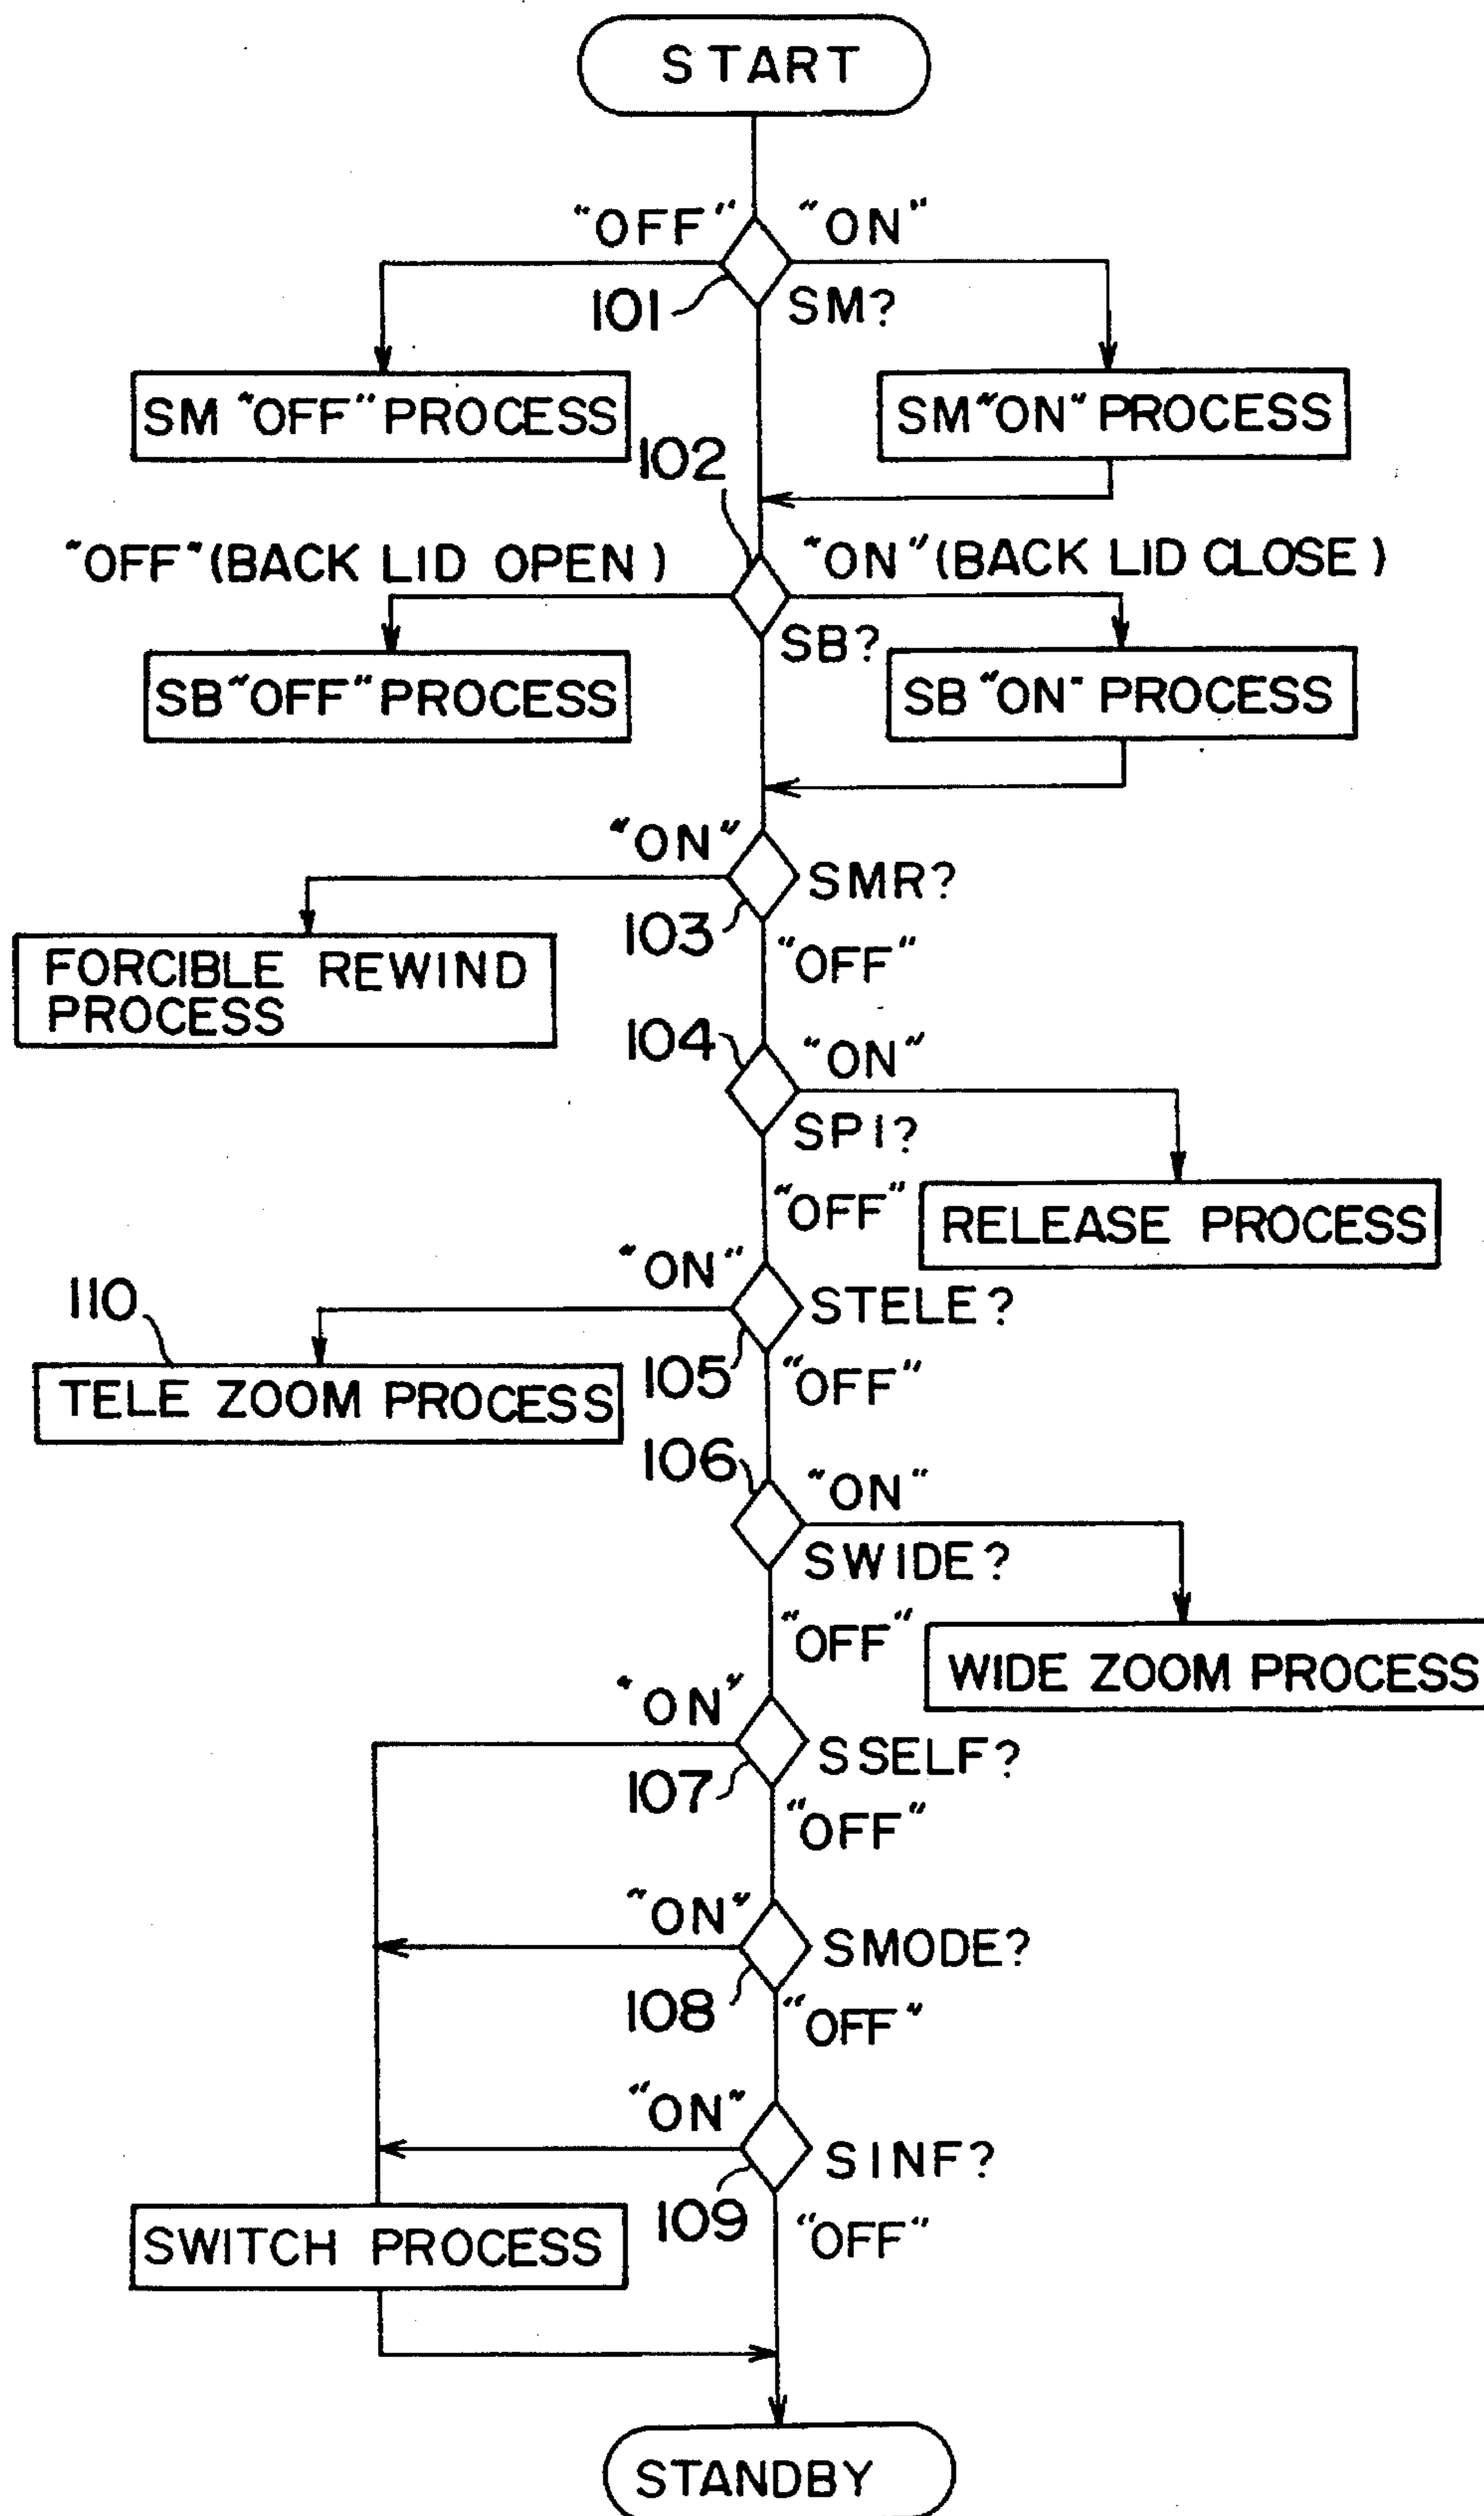 START
"OFF" "ON"
101 SM?
SM "OFF" PROCESS SM "ON" PROCESS
102
"OFF" (BACK LID OPEN) "ON" (BACK LID CLOSE)
SB?
SB "OFF" PROCESS SB "ON" PROCESS
"ON" SMR?
103 "OFF"
FORCIBLE REWIND
PROCESS
104 "ON"
SPI?
"OFF" RELEASE PROCESS
"ON" STELE?
110
105 "OFF"
TELE ZOOM PROCESS
106 "ON"
SWIDE?
"OFF" WIDE ZOOM PROCESS
"ON" SSELF?
107 "OFF"
"ON" SMODE?
108 "OFF"
"ON" SINF?
109 "OFF"
SWITCH PROCESS
STANDBY